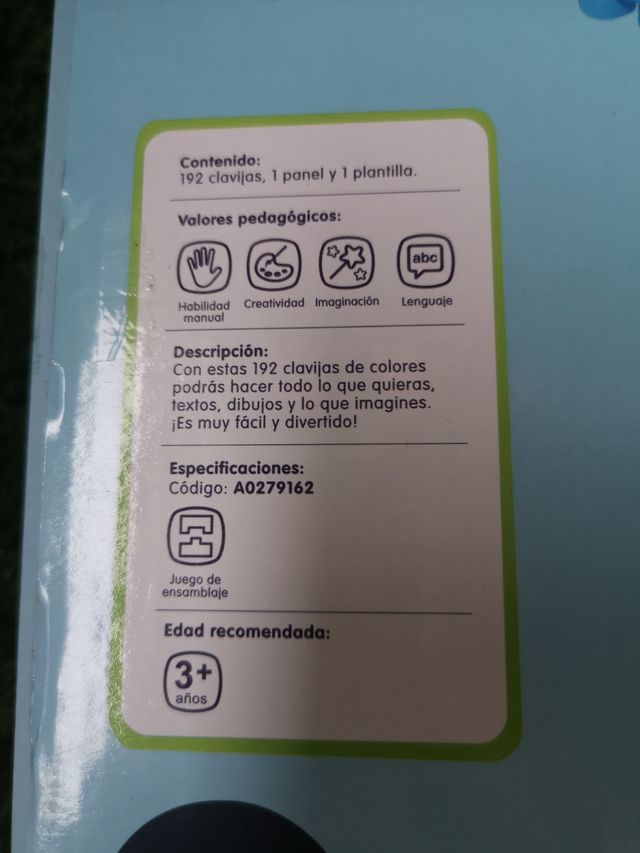 Contenido:
192 clavijas, 1 panel y 1 plantilla.
Valores pedagógicos:
abc
Habilidad
manual
Creatividad
Imaginación
Lenguaje
Descripción:
Con estas 192 clavijas de colores
podrás hacer todo lo que quieras,
textos, dibujos y lo que imagines.
¡Es muy fácil y divertido!
Especificaciones:
Código: A0279162
Juego de
ensamblaje
Edad recomendada:
3+
años